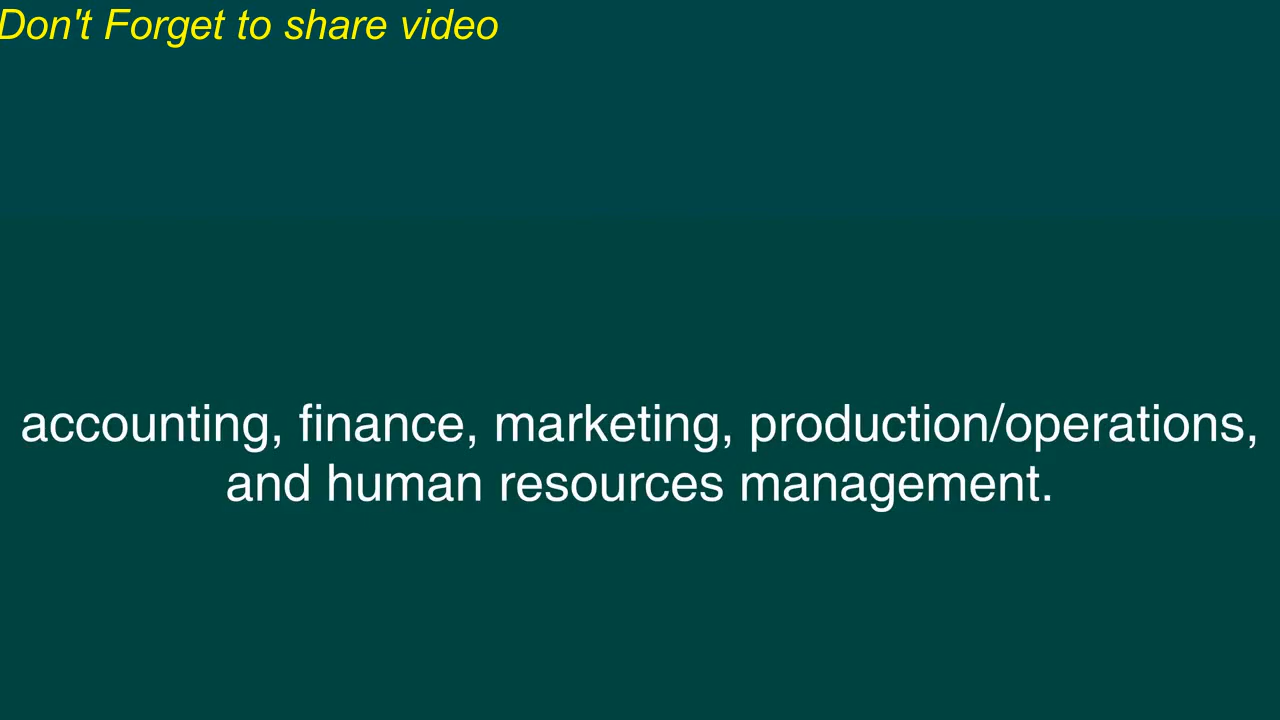 Don't Forget to share video
accounting, finance, marketing, production/operations,
and human resources management.